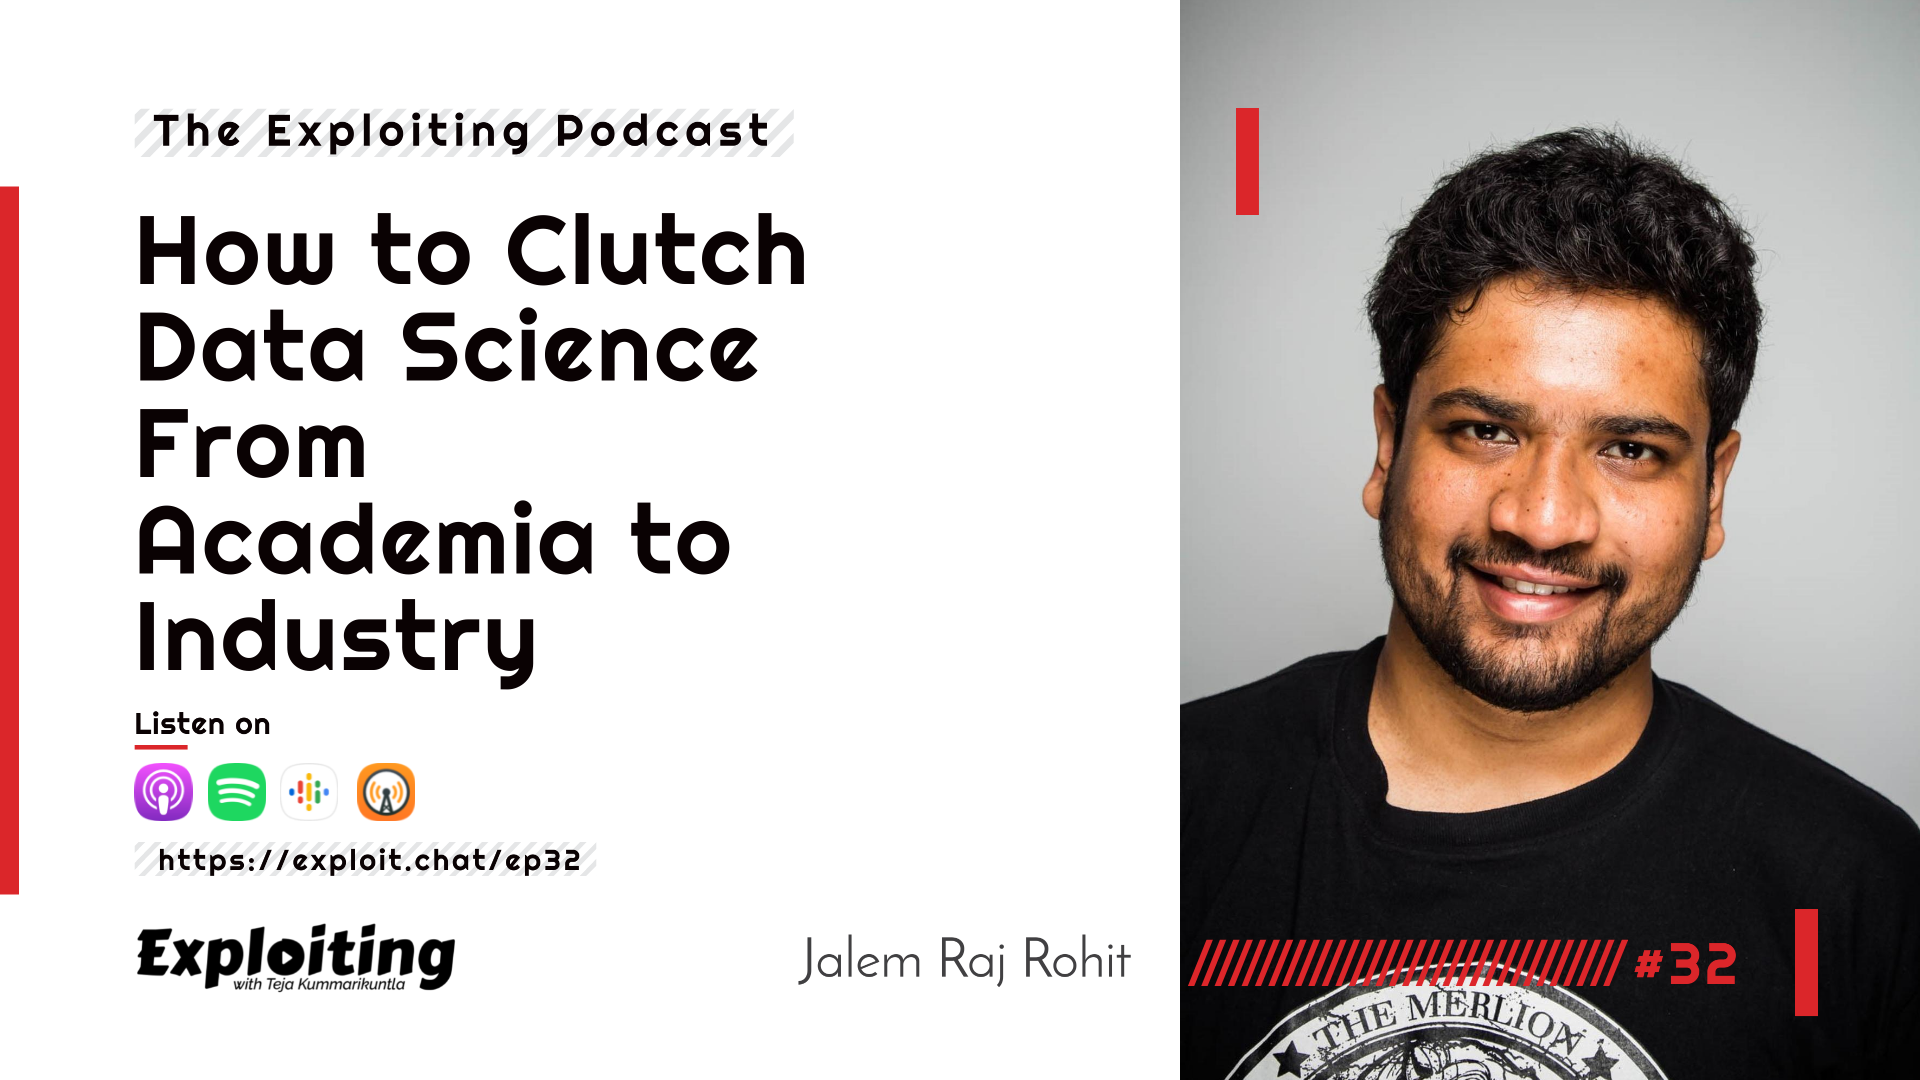 The Exploiting Podcast
How to Clutch
Data Science
From
Academia to
Industry
Listen on
https://exploit.chat/ep32
Exploiting
with Teja Kummarikuntla
Jalem Raj Rohit
#32
THE MERLION